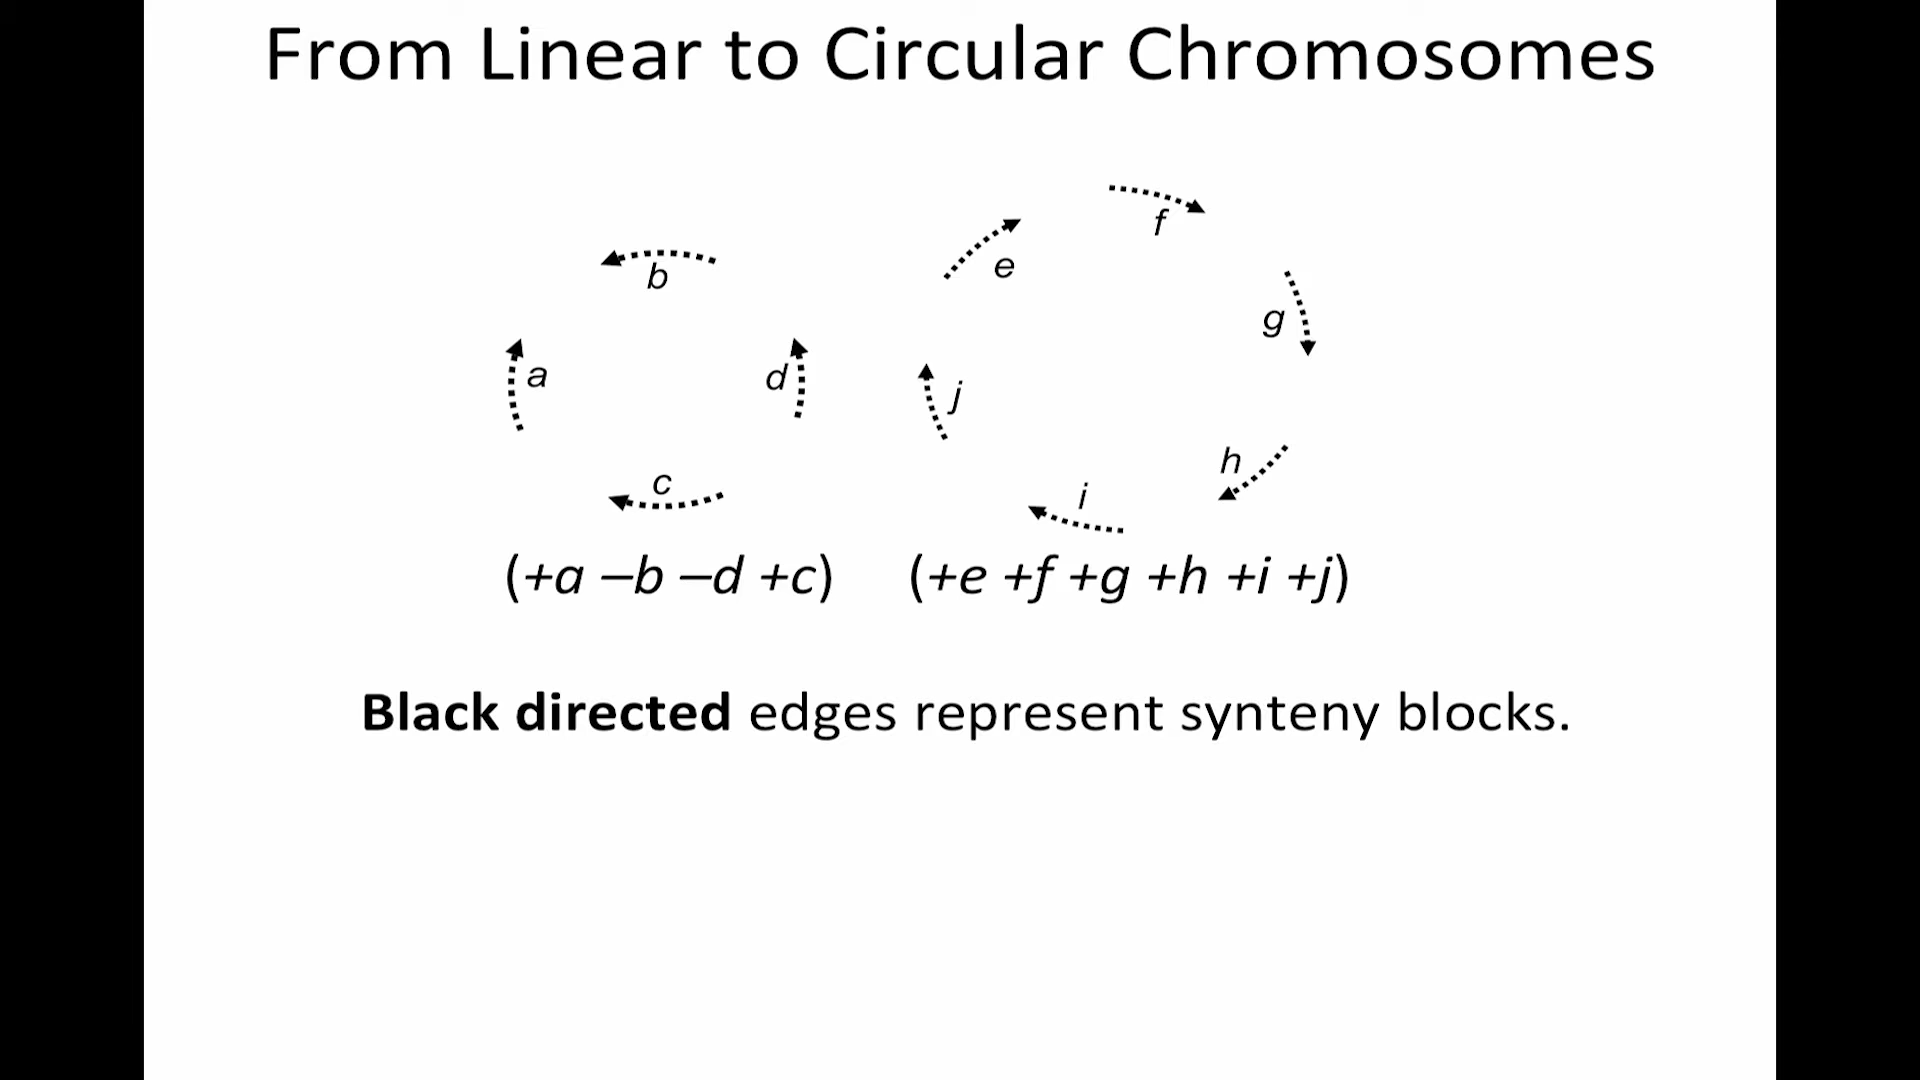 From Linear to Circular Chromosomes
f
e
b
g
a
d
j
h
c
i
(+a –b –d +c) (+e +f +g +h +i +j)
Black directed edges represent synteny blocks.